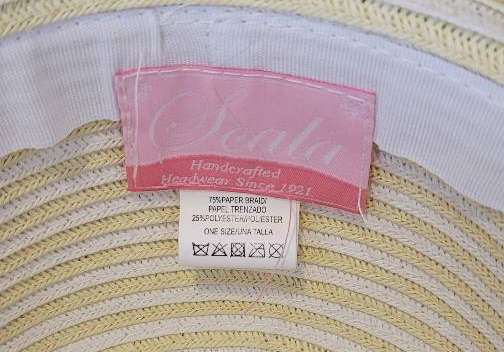 Scala
Handcrafted
Headwear Since 1921
75%PAPER BRAID/
PAPEL TRENZADO
25%POLYESTER/POLIESTER
ONE SIZE/UNA TALLA